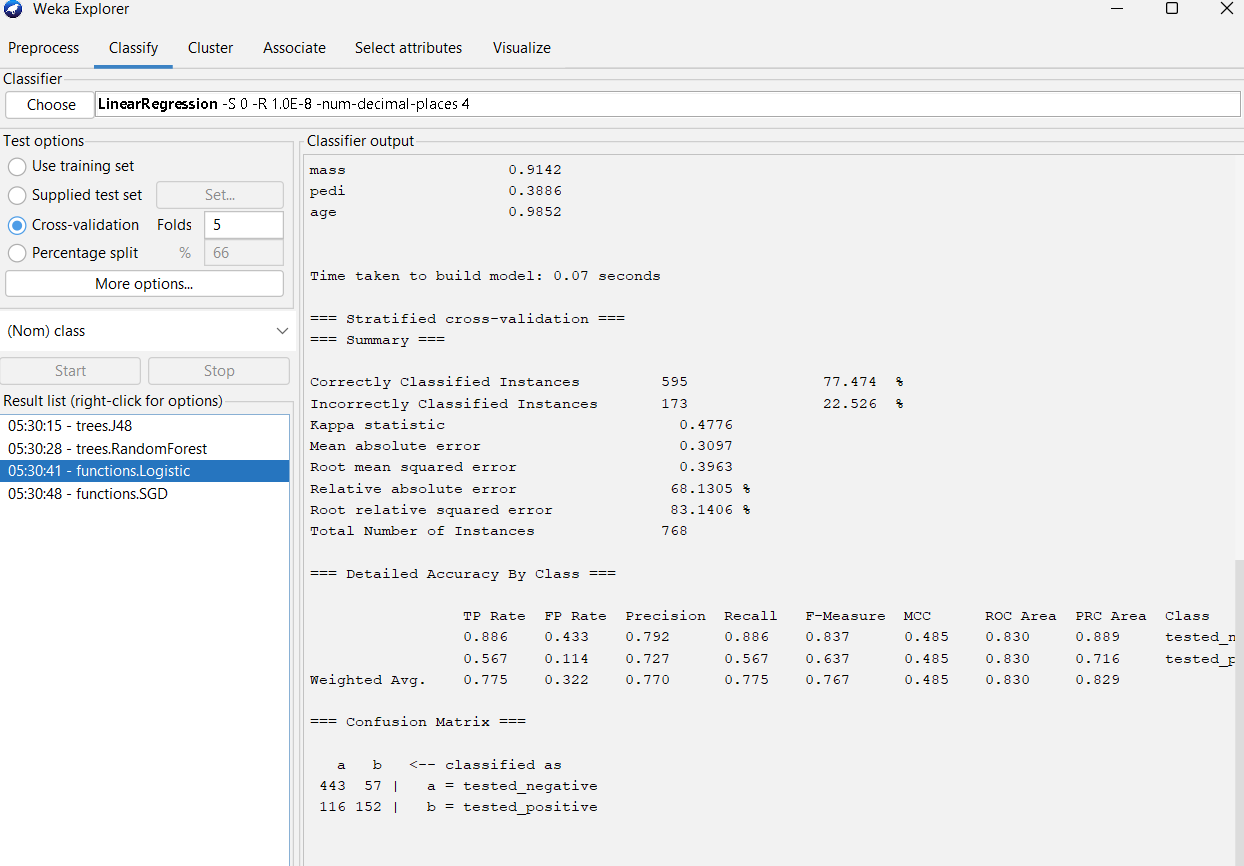 Weka Explorer
Preprocess Classify Cluster Associate Select attributes Visualize
Classifier
Choose LinearRegression -S 0 -R 1.0E-8 -num-decimal-places 4
Test options
Use training set
Supplied test set Set...
Cross-validation Folds 5
Percentage split % 66
More options...
(Nom) class
Start Stop
Result list (right-click for options)
05:30:15 - trees.J48
05:30:28 - trees.RandomForest
05:30:41 - functions.Logistic
05:30:48 - functions.SGD
Classifier output
mass 0.9142
pedi 0.3886
age 0.9852
Time taken to build model: 0.07 seconds
=== Stratified cross-validation ===
=== Summary ===
Correctly Classified Instances 595 77.474 %
Incorrectly Classified Instances 173 22.526 %
Kappa statistic 0.4776
Mean absolute error 0.3097
Root mean squared error 0.3963
Relative absolute error 68.1305 %
Root relative squared error 83.1406 %
Total Number of Instances 768
=== Detailed Accuracy By Class ===
TP Rate FP Rate Precision Recall F-Measure MCC ROC Area PRC Area Class
0.886 0.433 0.792 0.886 0.837 0.485 0.830 0.889 tested_n
0.567 0.114 0.727 0.567 0.637 0.485 0.830 0.716 tested_p
Weighted Avg. 0.775 0.322 0.770 0.775 0.767 0.485 0.830 0.829
=== Confusion Matrix ===
a b <-- classified as
443 57 | a = tested_negative
116 152 | b = tested_positive